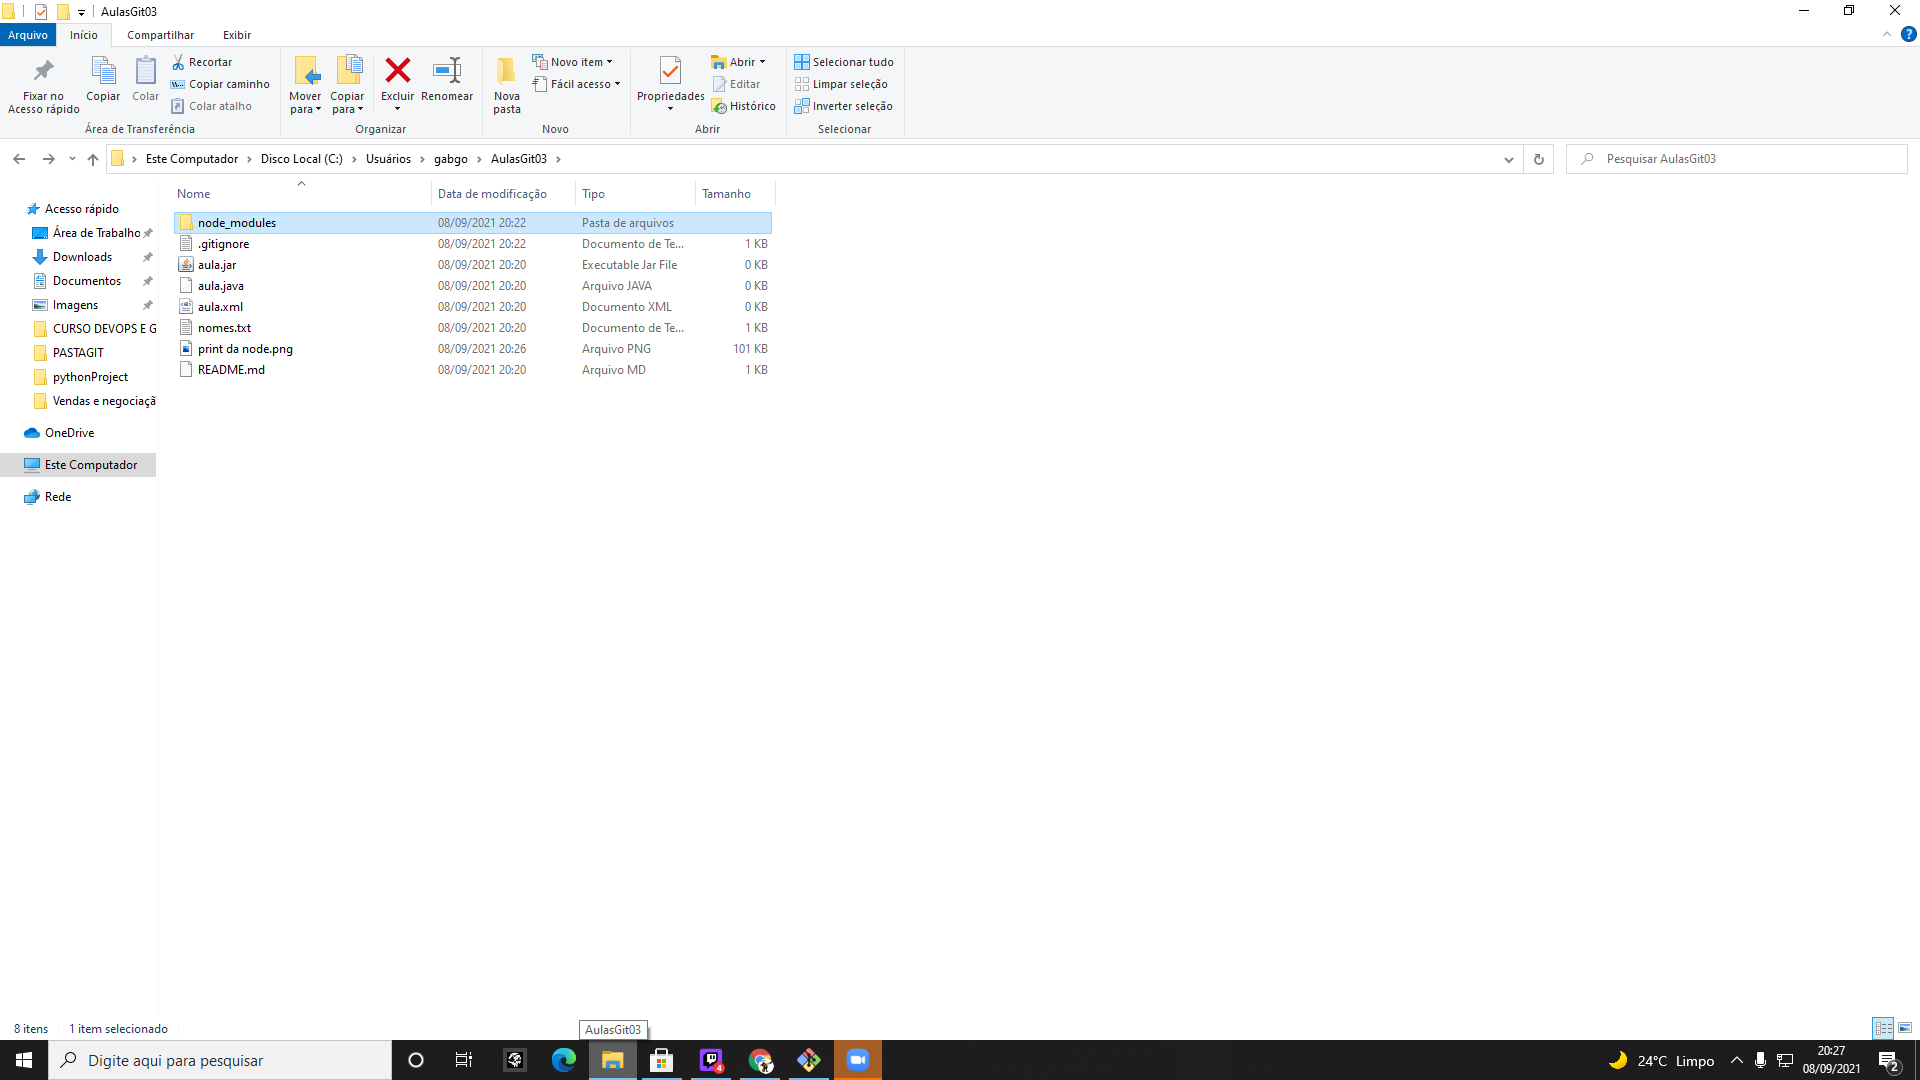 AulasGit03
Arquivo Início Compartilhar Exibir
Fixar no Acesso rápido
Copiar
Colar
Recortar
Copiar caminho
Colar atalho
Área de Transferência
Mover para
Copiar para
Excluir
Renomear
Organizar
Nova pasta
Novo item
Fácil acesso
Novo
Propriedades
Abrir
Editar
Histórico
Abrir
Selecionar tudo
Limpar seleção
Inverter seleção
Selecionar
Este Computador › Disco Local (C:) › Usuários › gabgo › AulasGit03 ›
Pesquisar AulasGit03
Acesso rápido
Área de Trabalho
Downloads
Documentos
Imagens
CURSO DEVOPS E G
PASTAGIT
pythonProject
Vendas e negociaçã
OneDrive
Este Computador
Rede
Nome Data de modificação Tipo Tamanho
node_modules 08/09/2021 20:22 Pasta de arquivos
.gitignore 08/09/2021 20:22 Documento de Te... 1 KB
aula.jar 08/09/2021 20:20 Executable Jar File 0 KB
aula.java 08/09/2021 20:20 Arquivo JAVA 0 KB
aula.xml 08/09/2021 20:20 Documento XML 0 KB
nomes.txt 08/09/2021 20:20 Documento de Te... 1 KB
print da node.png 08/09/2021 20:26 Arquivo PNG 101 KB
README.md 08/09/2021 20:20 Arquivo MD 1 KB
8 itens 1 item selecionado
AulasGit03
Digite aqui para pesquisar
4
24°C Limpo
20:27
08/09/2021
2